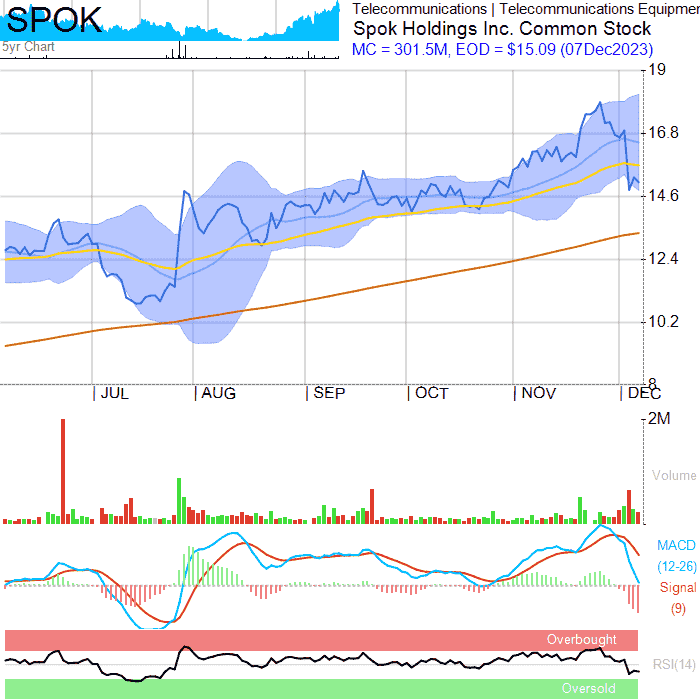 SPOK
5yr Chart
Telecommunications | Telecommunications Equipmen
Spok Holdings Inc. Common Stock
MC = 301.5M, EOD = $15.09 (07Dec2023)
19
16.8
14.6
12.4
10.2
8
JUL AUG SEP OCT NOV DEC
2M
Volume
MACD
(12-26)
Signal
(9)
Overbought
RSI(14)
Oversold